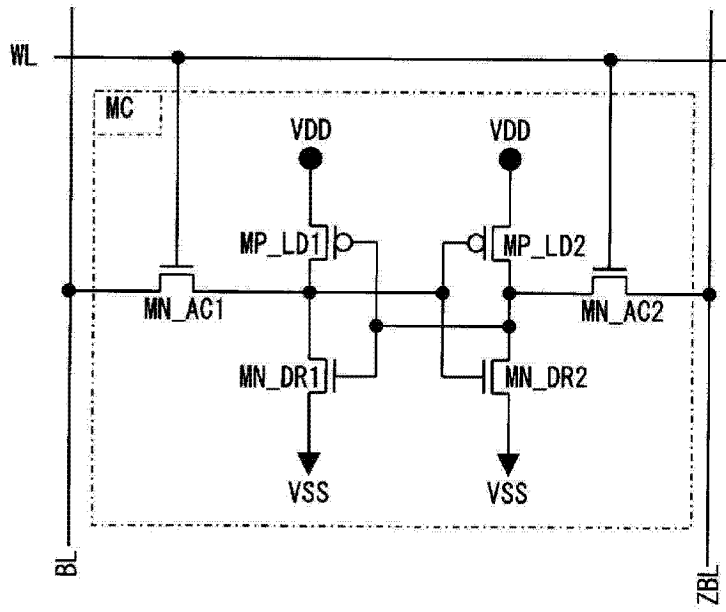 WL
MC
VDD
VDD
MP_LD1
MP_LD2
MN_AC1
MN_AC2
MN_DR1
MN_DR2
VSS
VSS
BL
ZBL